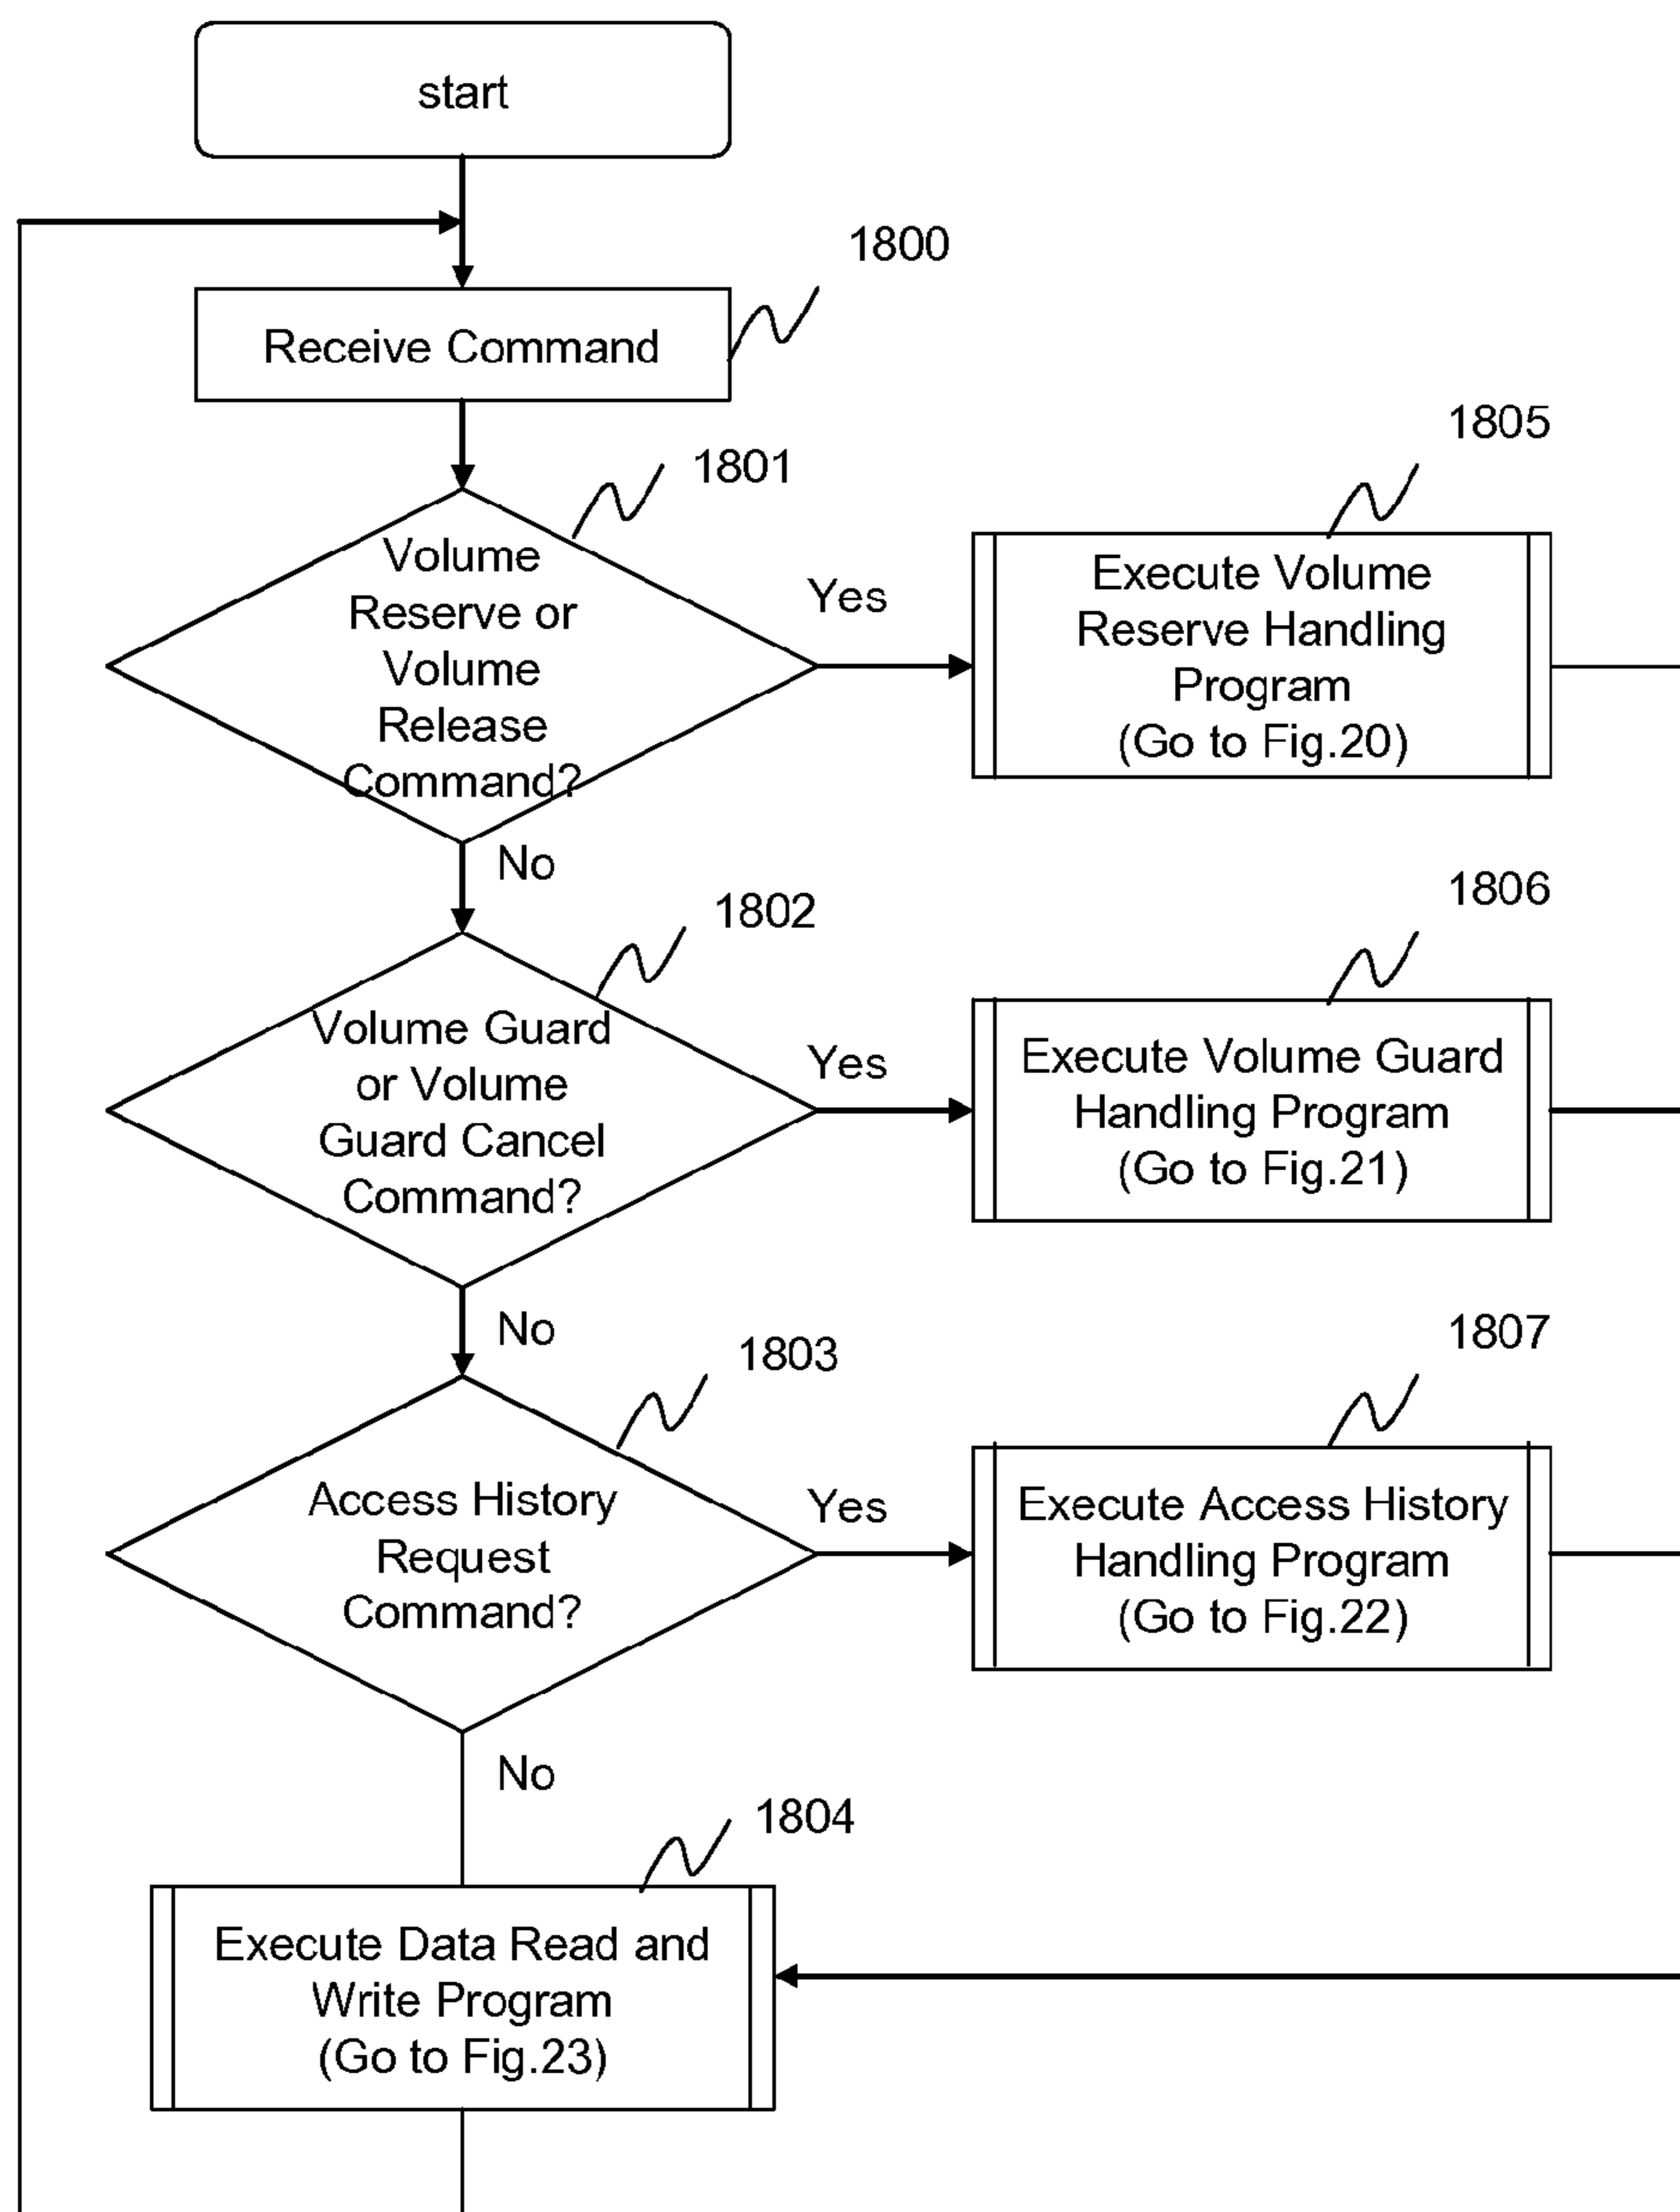 start
1800
Receive Command
1801
1805
Volume
Reserve or
Volume
Release
Command?
Yes
Execute Volume
Reserve Handling
Program
(Go to Fig.20)
No
1802
1806
Volume Guard
or Volume
Guard Cancel
Command?
Yes
Execute Volume Guard
Handling Program
(Go to Fig.21)
No
1803
1807
Access History
Request
Command?
Yes
Execute Access History
Handling Program
(Go to Fig.22)
No
1804
Execute Data Read and
Write Program
(Go to Fig.23)